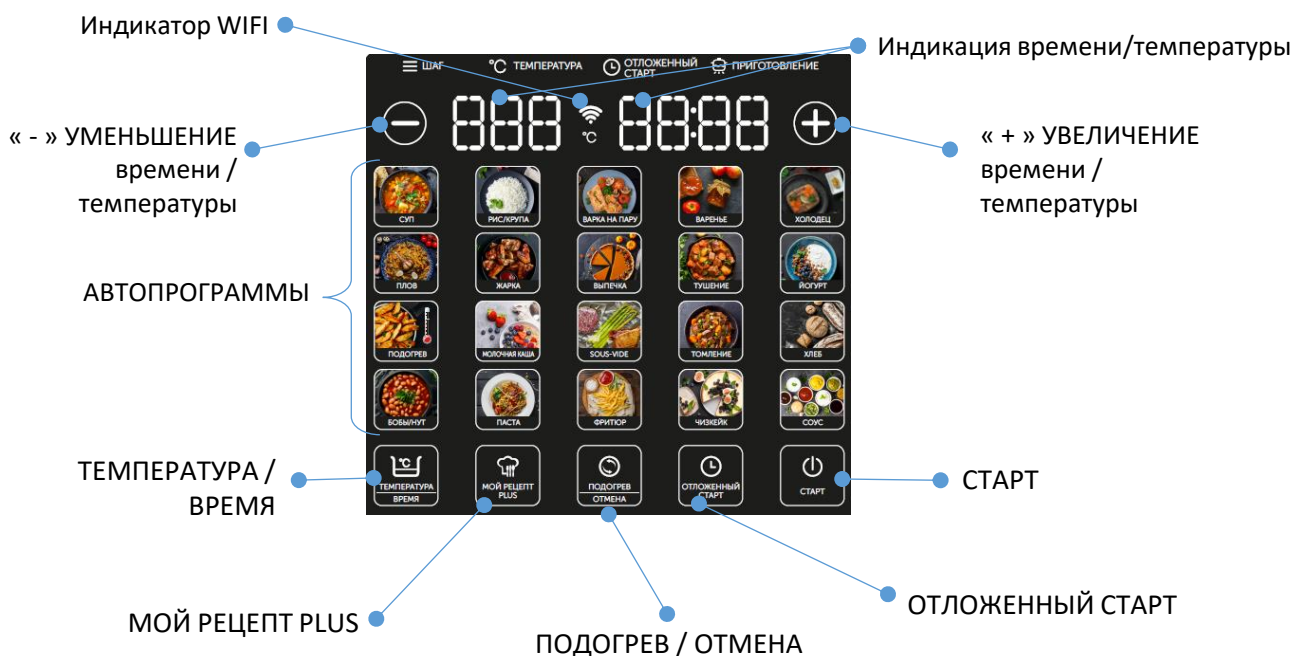 Индикатор WIFI
Индикация времени/температуры
ШАГ
°C ТЕМПЕРАТУРА
ОТЛОЖЕННЫЙ
СТАРТ
ПРИГОТОВЛЕНИЕ
« - » УМЕНЬШЕНИЕ
времени /
температуры
888
°C
88:88
« + » УВЕЛИЧЕНИЕ
времени /
температуры
АВТОПРОГРАММЫ
СУП
РИС/КРУПА
ВАРКА НА ПАРУ
ВАРЕНЬЕ
ХОЛОДЕЦ
ПЛОВ
ЖАРКА
ВЫПЕЧКА
ТУШЕНИЕ
ЙОГУРТ
ПОДОГРЕВ
МОЛОЧНАЯ КАША
SOUS-VIDE
ТОМЛЕНИЕ
ХЛЕБ
БОБЫ/НУТ
ПАСТА
ФРИТЮР
ЧИЗКЕЙК
СОУС
ТЕМПЕРАТУРА /
ВРЕМЯ
°C
ТЕМПЕРАТУРА
ВРЕМЯ
МОЙ РЕЦЕПТ
PLUS
ПОДОГРЕВ
ОТМЕНА
ОТЛОЖЕННЫЙ
СТАРТ
СТАРТ
СТАРТ
МОЙ РЕЦЕПТ PLUS
ПОДОГРЕВ / ОТМЕНА
ОТЛОЖЕННЫЙ СТАРТ